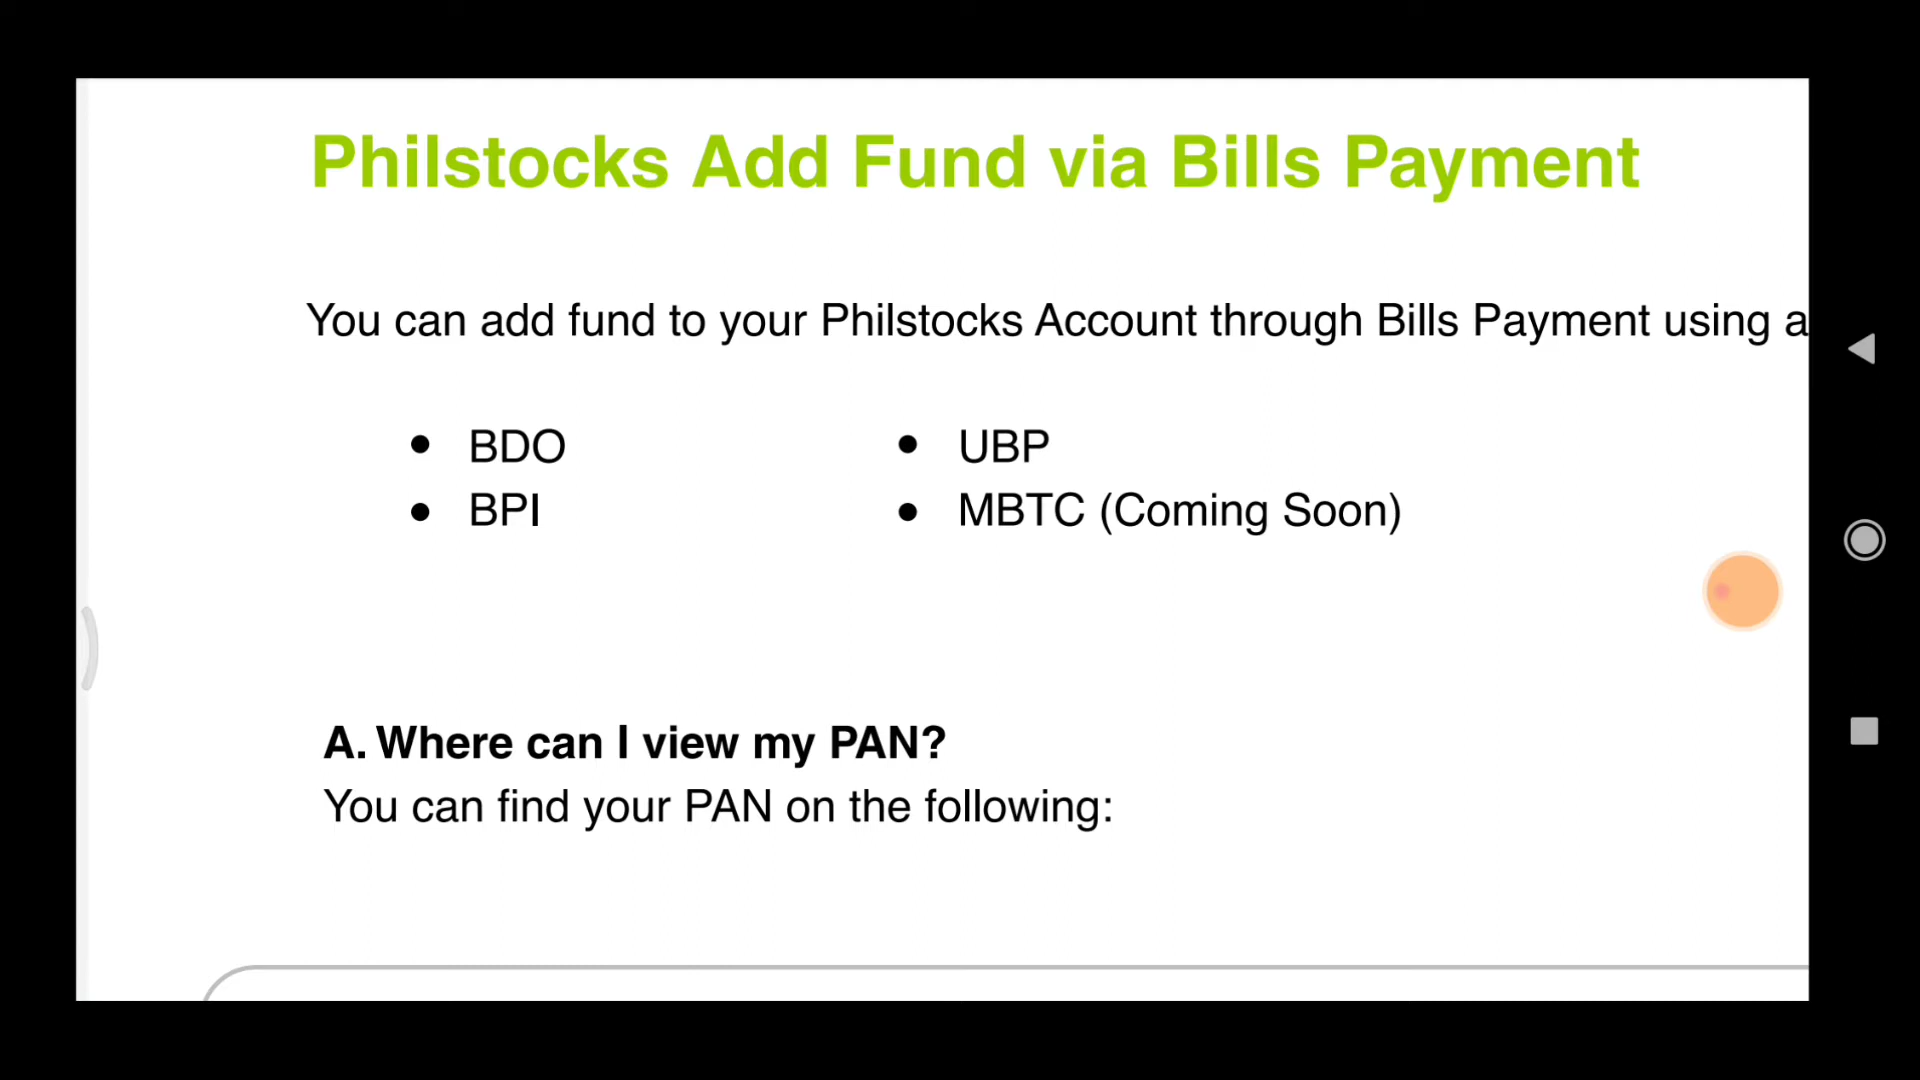 Philstocks Add Fund via Bills Payment
You can add fund to your Philstocks Account through Bills Payment using a
• BDO
• BPI
• UBP
• MBTC (Coming Soon)
A. Where can I view my PAN?
You can find your PAN on the following: